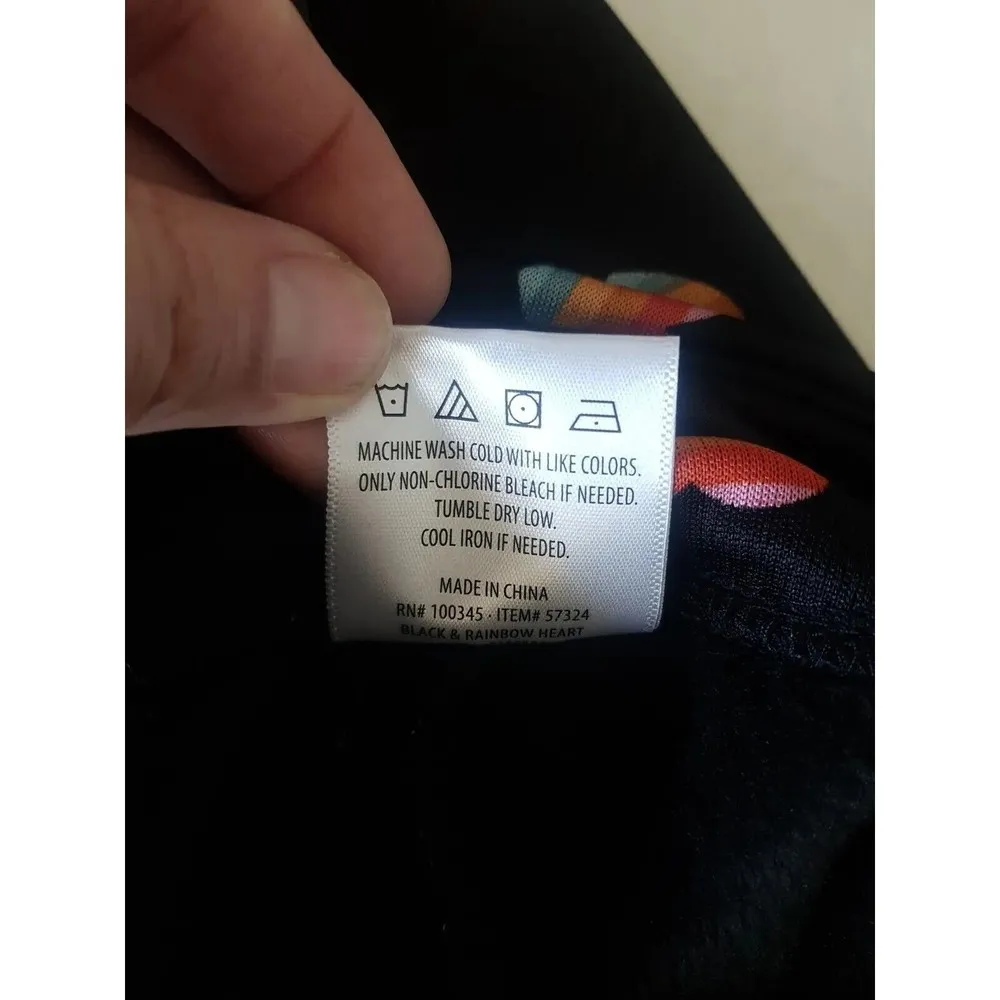 MACHINE WASH COLD WITH LIKE COLORS.
ONLY NON-CHLORINE BLEACH IF NEEDED.
TUMBLE DRY LOW.
COOL IRON IF NEEDED.
MADE IN CHINA
RN# 100345 · ITEM# 57324
BLACK & RAINBOW HEART